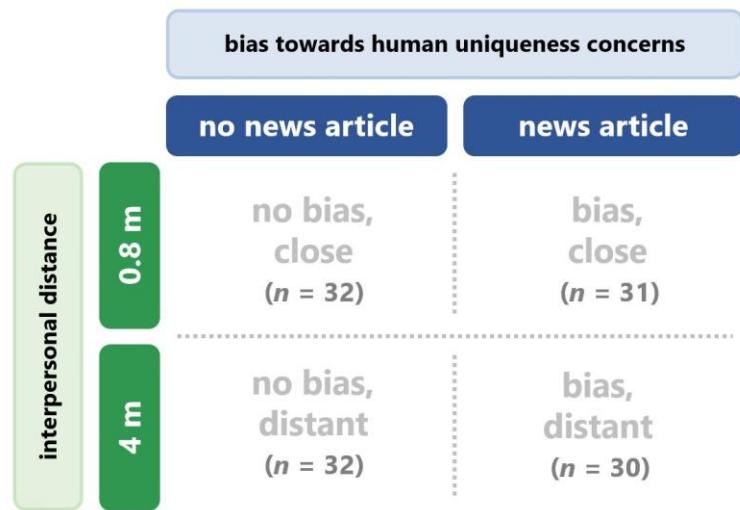 bias towards human uniqueness concerns
no news article
news article
interpersonal distance
0.8 m
no bias,
close
(n = 32)
bias,
close
(n = 31)
4 m
no bias,
distant
(n = 32)
bias,
distant
(n = 30)